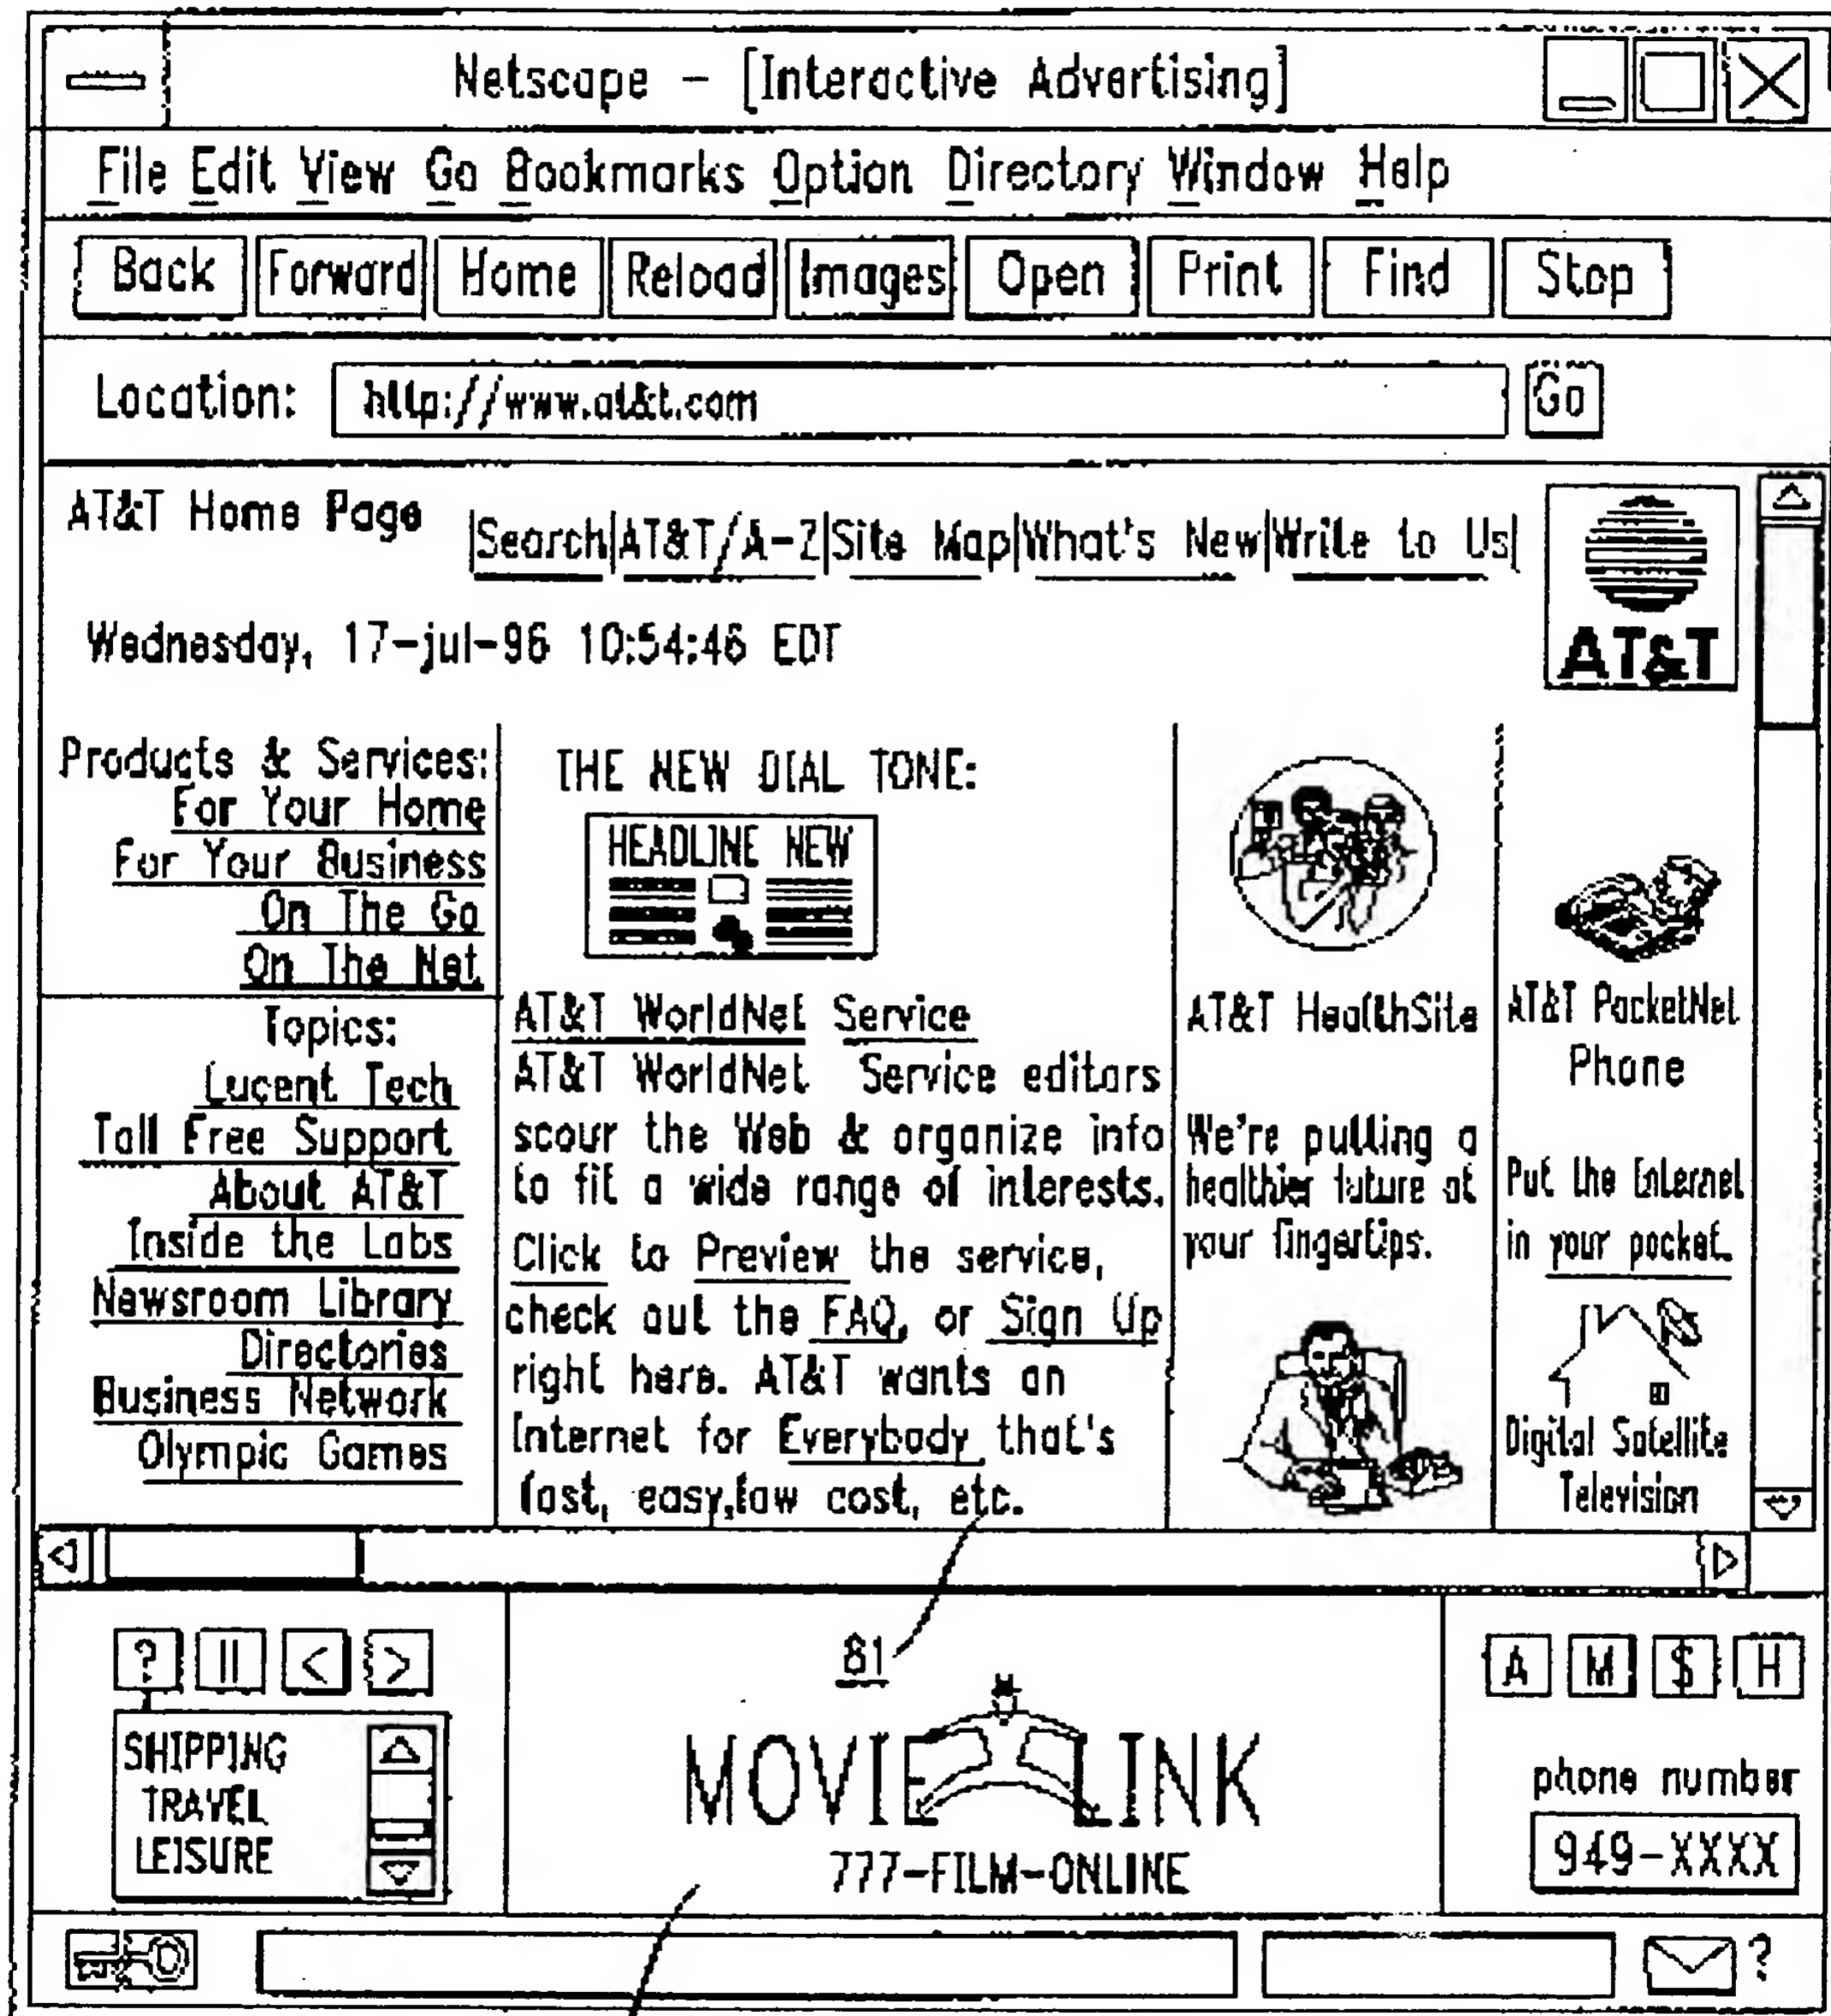 Netscape – [Interactive Advertising]
File Edit View Go Bookmarks Option Directory Window Help
Back Forward Home Reload Images Open Print Find Stop
Location: http://www.at&t.com Go
AT&T Home Page
|Search|AT&T/A-Z|Site Map|What's New|Write to Us|
AT&T
Wednesday, 17-jul-96 10:54:46 EDT
Products & Services:
For Your Home
For Your Business
On The Go
On The Net
Topics:
Lucent Tech
Toll Free Support
About AT&T
Inside the Labs
Newsroom Library
Directories
Business Network
Olympic Games
THE NEW DIAL TONE:
HEADLINE NEW
AT&T WorldNet Service
AT&T WorldNet Service editors
scour the Web & organize info
to fit a wide range of interests.
Click to Preview the service,
check out the FAQ, or Sign Up
right here. AT&T wants an
Internet for Everybody that's
fast, easy,low cost, etc.
AT&T HealthSite
We're pulling a
healthier future at
your fingertips.
AT&T PocketNet
Phone
Put the Internet
in your pocket.
Digital Satellite
Television
? || < >
SHIPPING
TRAVEL
LEISURE
81
MOVIE LINK
777-FILM-ONLINE
A M $ H
phone number
949-XXXX
?